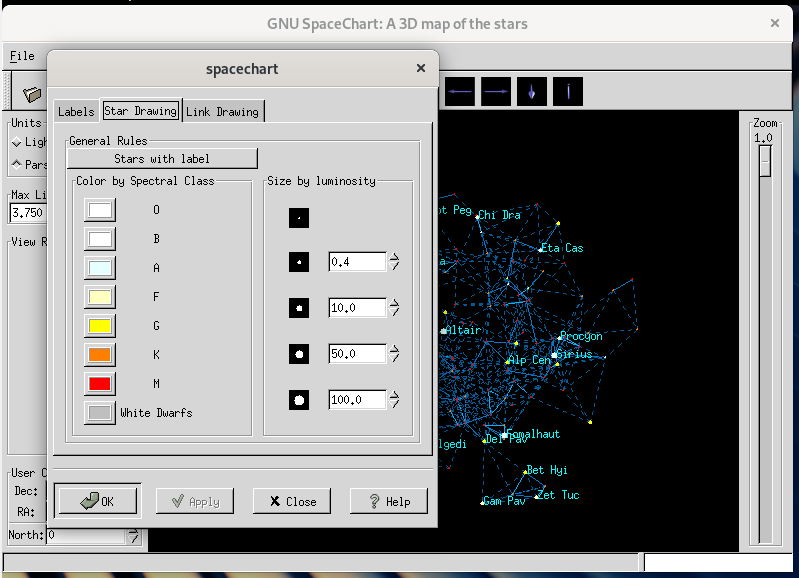 GNU SpaceChart: A 3D map of the stars
File
spacechart
Labels
Star Drawing
Link Drawing
General Rules
Stars with label
Color by Spectral Class
O
B
A
F
G
K
M
White Dwarfs
Size by luminosity
0.4
10.0
50.0
100.0
OK
Apply
Close
Help
Units
Max Li
3.750
User
Dec:
RA:
North: 0
Zoom
1.0
Peg
Chi Dra
Eta Cas
Altair
Procyon
Sirius
Alp Cen
Fomalhaut
Del Pav
lgedi
Bet Hyi
Zet Tuc
Gam Pav